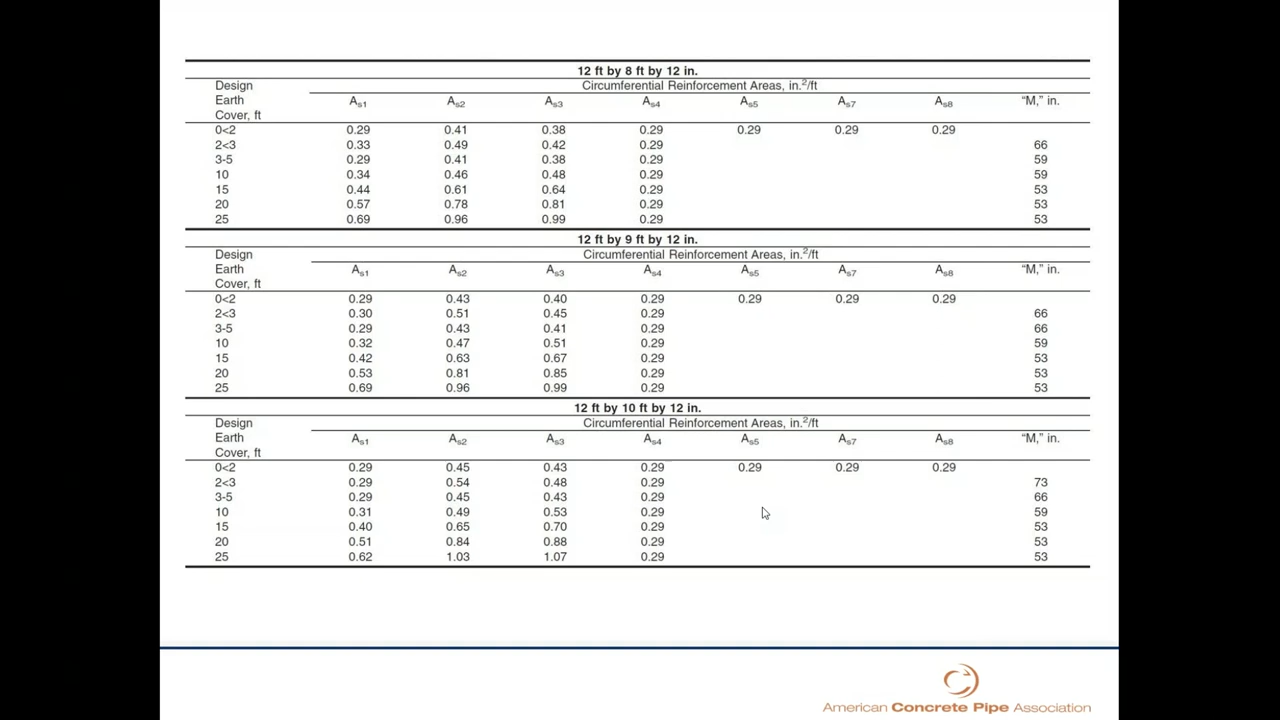 12 ft by 8 ft by 12 in.
Design Circumferential Reinforcement Areas, in.2/ft
Earth As1 As2 As3 As4 As5 As7 As8 “M,” in.
Cover, ft
0<2 0.29 0.41 0.38 0.29 0.29 0.29 0.29
2<3 0.33 0.49 0.42 0.29 66
3-5 0.29 0.41 0.38 0.29 59
10 0.34 0.46 0.48 0.29 59
15 0.44 0.61 0.64 0.29 53
20 0.57 0.78 0.81 0.29 53
25 0.69 0.96 0.99 0.29 53
12 ft by 9 ft by 12 in.
Design Circumferential Reinforcement Areas, in.2/ft
Earth As1 As2 As3 As4 As5 As7 As8 “M,” in.
Cover, ft
0<2 0.29 0.43 0.40 0.29 0.29 0.29 0.29
2<3 0.30 0.51 0.45 0.29 66
3-5 0.29 0.43 0.41 0.29 66
10 0.32 0.47 0.51 0.29 59
15 0.42 0.63 0.67 0.29 53
20 0.53 0.81 0.85 0.29 53
25 0.69 0.96 0.99 0.29 53
12 ft by 10 ft by 12 in.
Design Circumferential Reinforcement Areas, in.2/ft
Earth As1 As2 As3 As4 As5 As7 As8 “M,” in.
Cover, ft
0<2 0.29 0.45 0.43 0.29 0.29 0.29 0.29
2<3 0.29 0.54 0.48 0.29 73
3-5 0.29 0.45 0.43 0.29 66
10 0.31 0.49 0.53 0.29 59
15 0.40 0.65 0.70 0.29 53
20 0.51 0.84 0.88 0.29 53
25 0.62 1.03 1.07 0.29 53
American Concrete Pipe Association